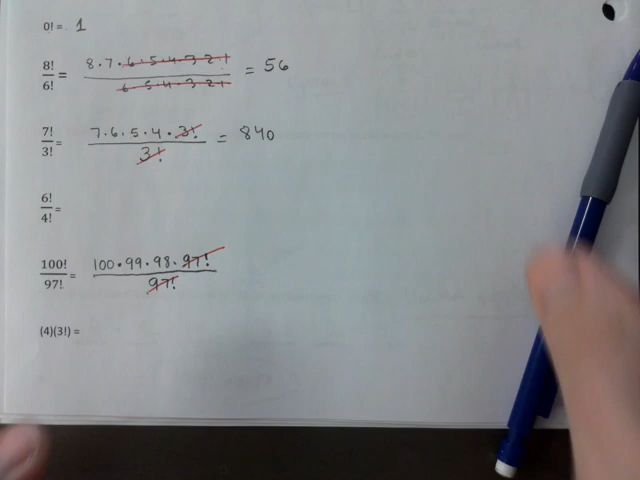 0! = 1
8!/6! = 8·7·6·5·4·3·2·1/6·5·4·3·2·1 = 56
7!/3! = 7·6·5·4·3!/3! = 840
6!/4! =
100!/97! = 100·99·98·97!/97!
(4)(3!) =